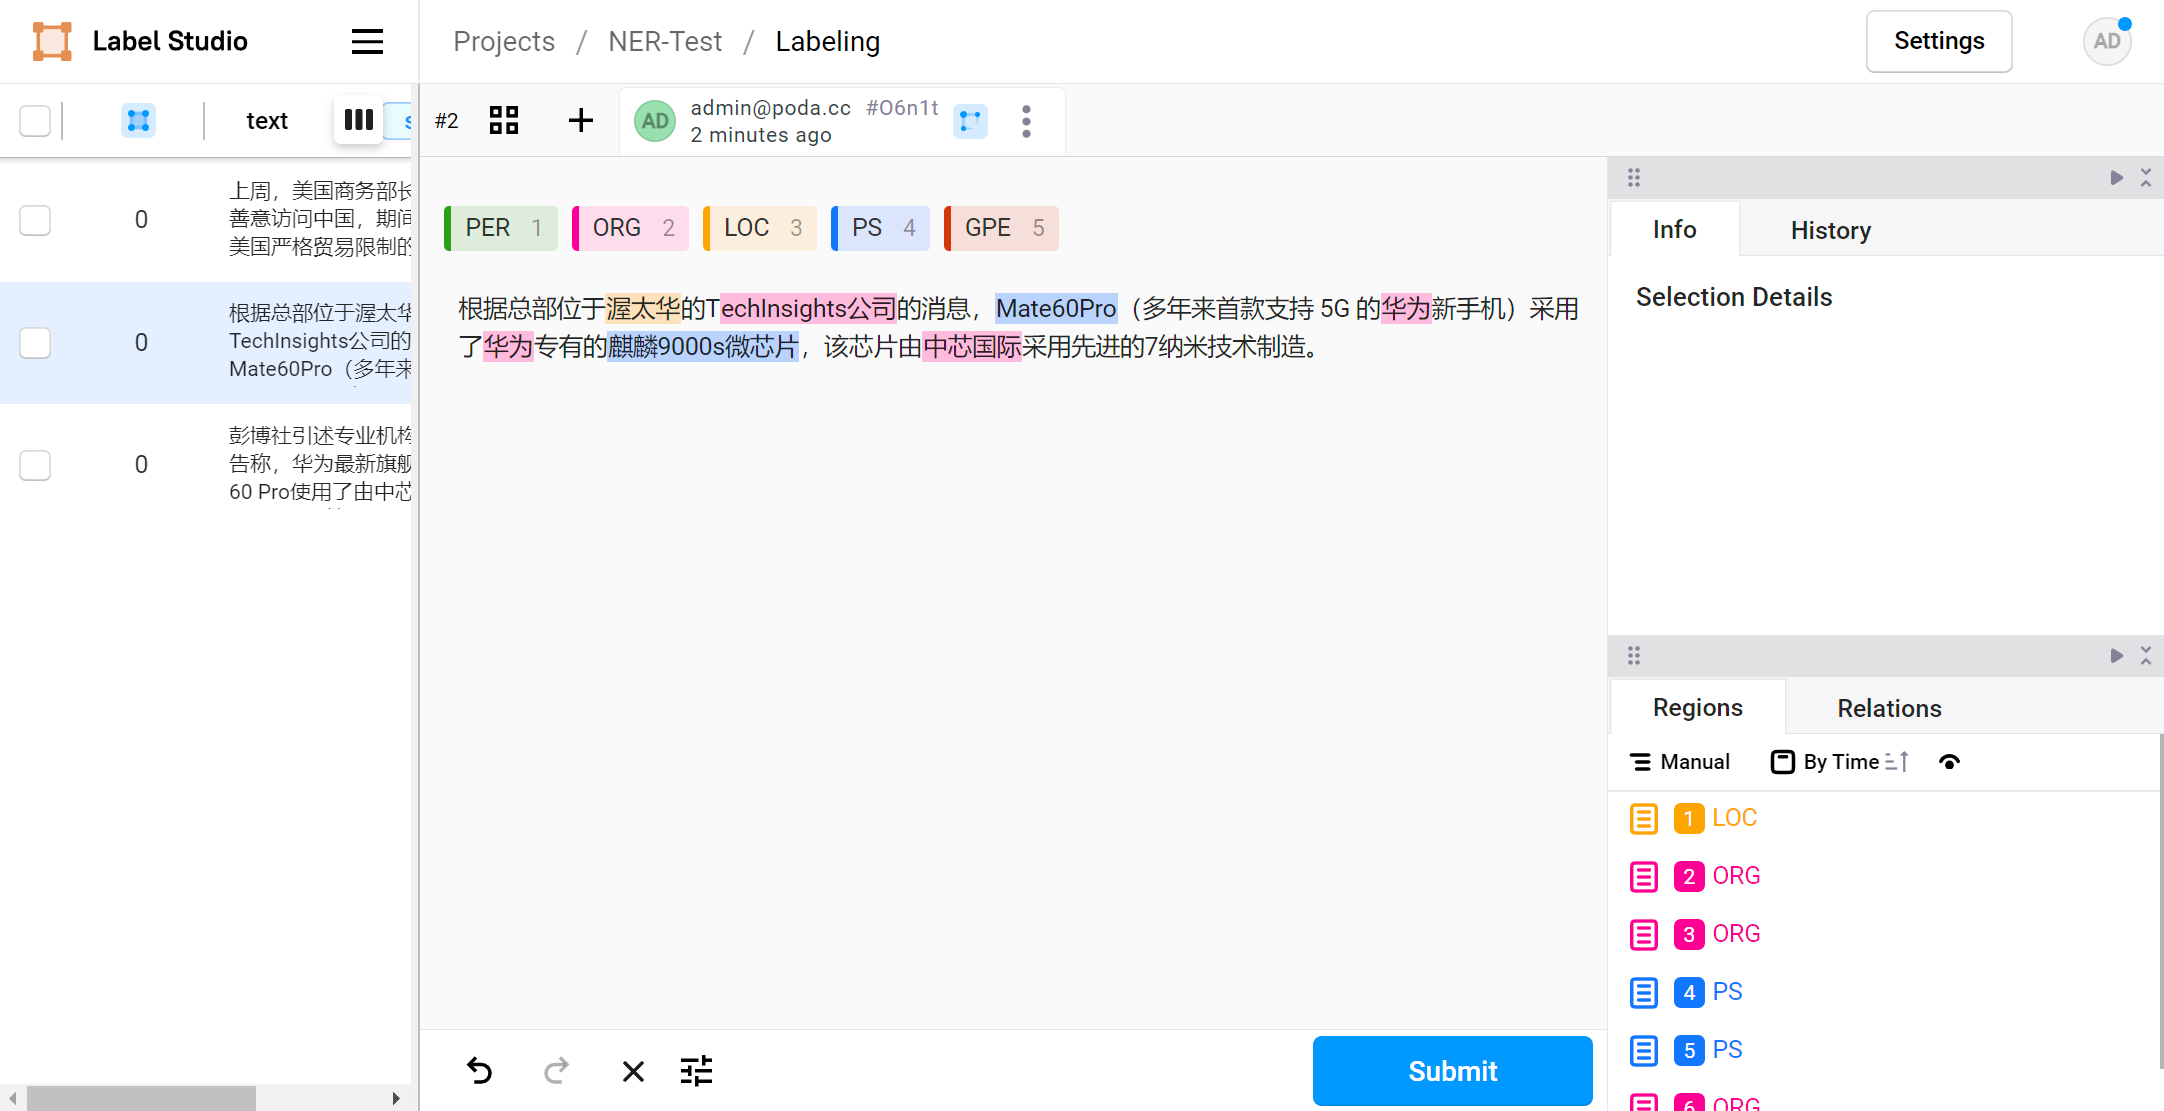 Label Studio
Projects / NER-Test / Labeling
Settings
AD
text
#2
AD
admin@poda.cc #O6n1t
2 minutes ago
0
上周，美国商务部长
善意访问中国，期间
美国严格贸易限制的
0
根据总部位于渥太华
TechInsights公司的
Mate60Pro（多年来
0
彭博社引述专业机构
告称，华为最新旗舰
60 Pro使用了由中芯
PER 1
ORG 2
LOC 3
PS 4
GPE 5
根据总部位于渥太华的TechInsights公司的消息，Mate60Pro（多年来首款支持 5G 的华为新手机）采用
了华为专有的麒麟9000s微芯片，该芯片由中芯国际采用先进的7纳米技术制造。
Info
History
Selection Details
Regions
Relations
Manual
By Time
1 LOC
2 ORG
3 ORG
4 PS
5 PS
6 ORG
Submit